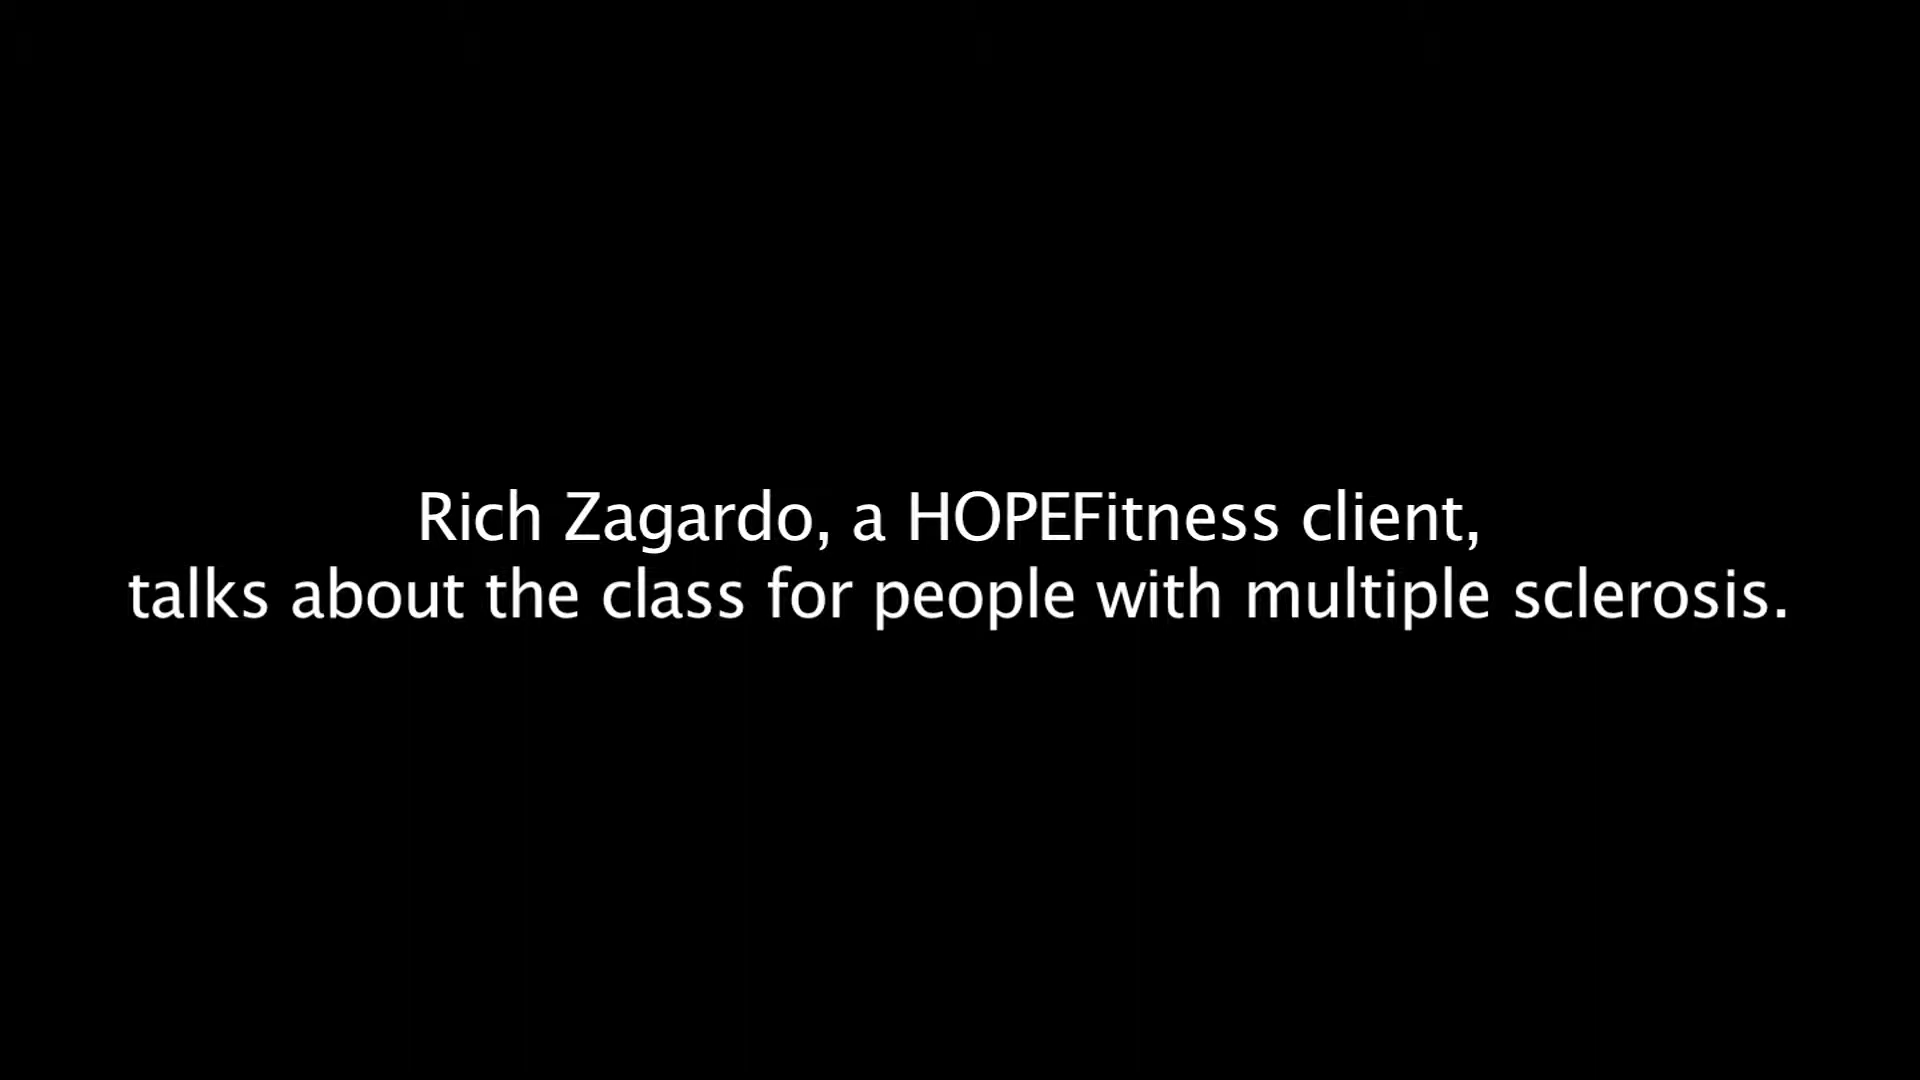 Rich Zagardo, a HOPEFitness client,
talks about the class for people with multiple sclerosis.